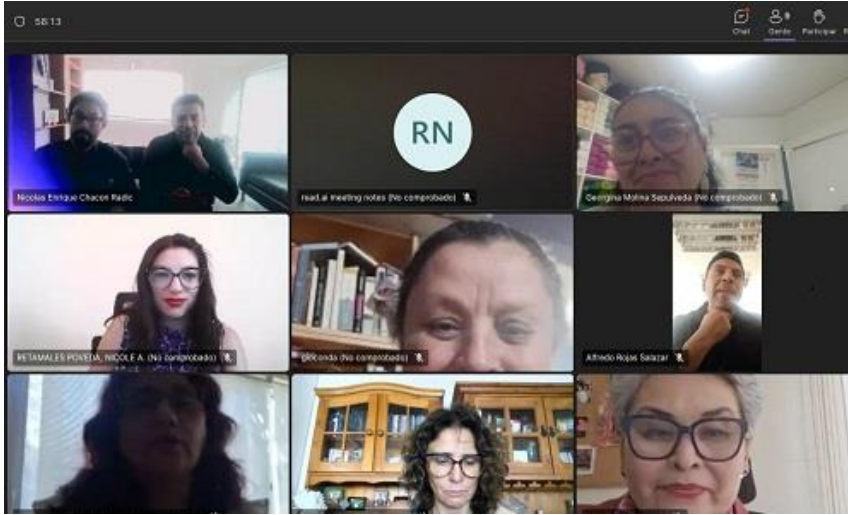 58:13
Chat
Gente
Participar
Nicolas Enrique Chacon Radic
RN
read.ai meeting notes (No comprobado)
Georgina Molina Sepulveda (No comprobado)
RETAMALES POVEDA, NICOLE A. (No comprobado)
gioconda (No comprobado)
Alfredo Rojas Salazar